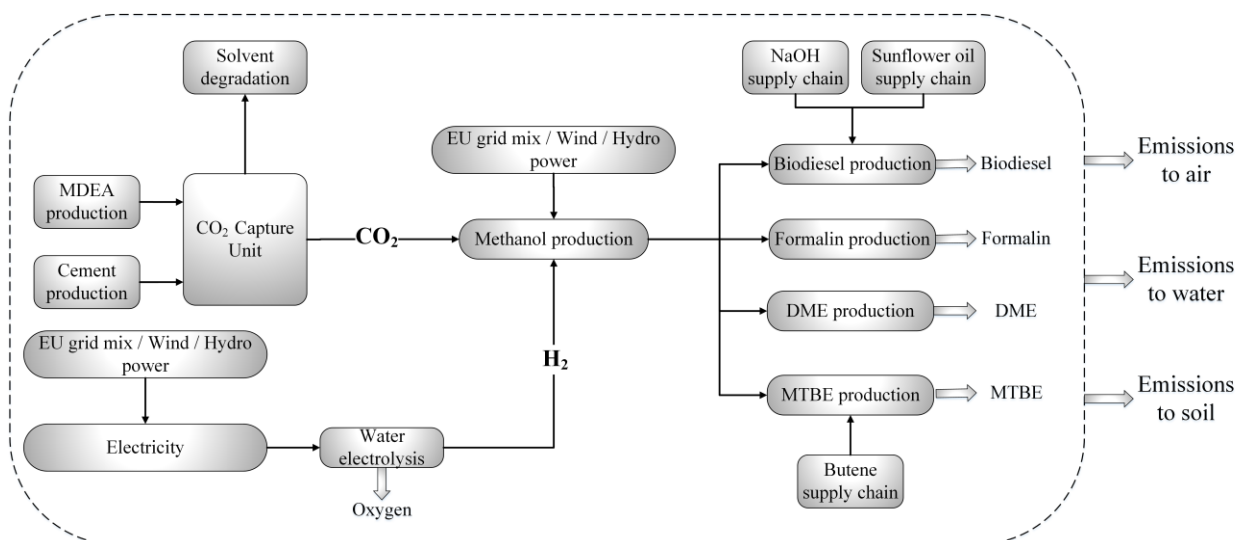 Solvent
degradation
NaOH
supply chain
Sunflower oil
supply chain
EU grid mix / Wind / Hydro
power
Biodiesel production
Biodiesel
Emissions
to air
MDEA
production
CO₂ Capture
Unit
CO₂
Methanol production
Formalin production
Formalin
Cement
production
Emissions
to water
DME production
DME
EU grid mix / Wind / Hydro
power
H₂
MTBE production
MTBE
Emissions
to soil
Electricity
Water
electrolysis
Oxygen
Butene
supply chain